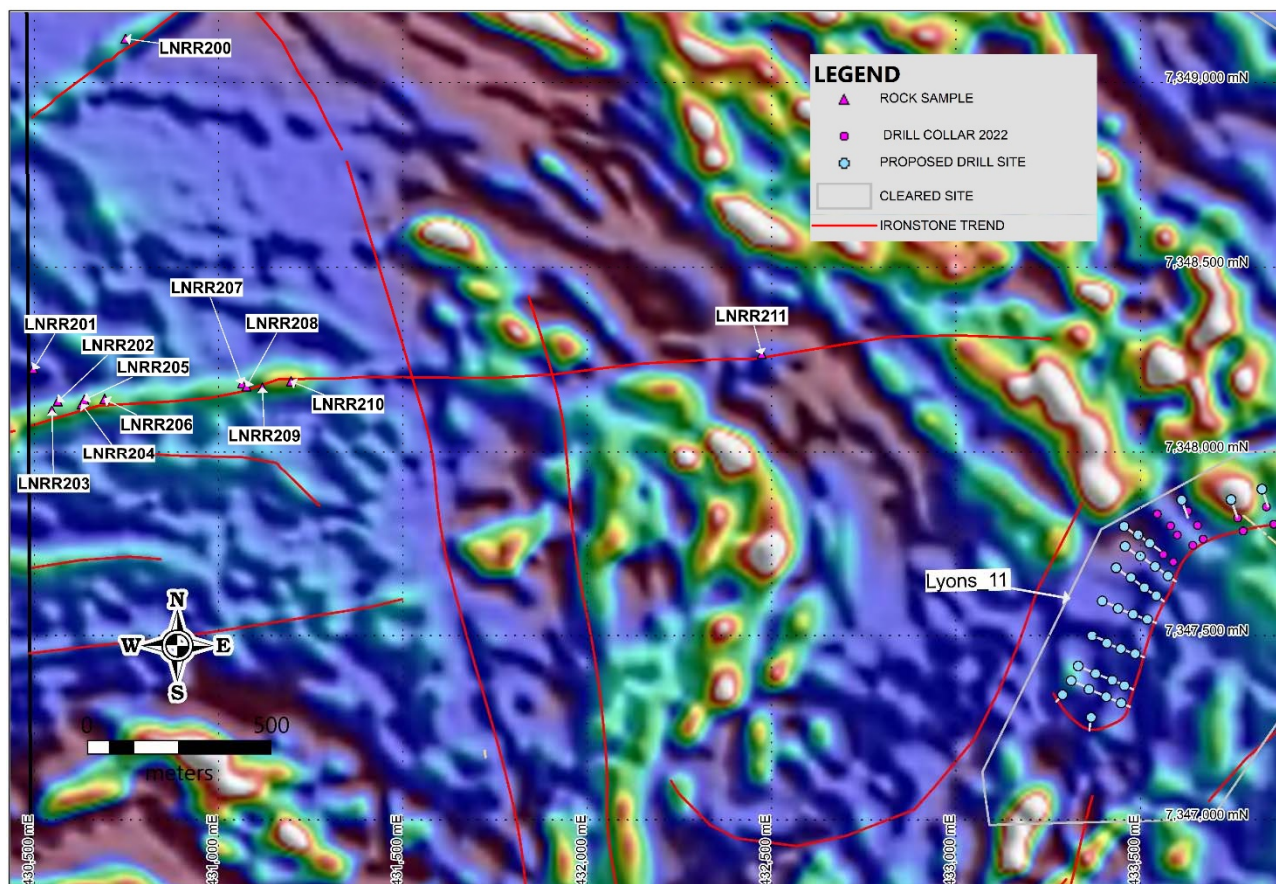 LNRR200
LEGEND
ROCK SAMPLE
DRILL COLLAR 2022
PROPOSED DRILL SITE
CLEARED SITE
IRONSTONE TREND
7,349,000 mN
7,348,500 mN
LNRR207
LNRR208
LNRR201
LNRR202
LNRR205
LNRR211
LNRR210
LNRR206
LNRR209
LNRR204
LNRR203
7,348,000 mN
Lyons_11
7,347,500 mN
N
W
E
S
0
500
meters
7,347,000 mN
430,500 mE
431,000 mE
431,500 mE
432,000 mE
432,500 mE
433,000 mE
433,500 mE